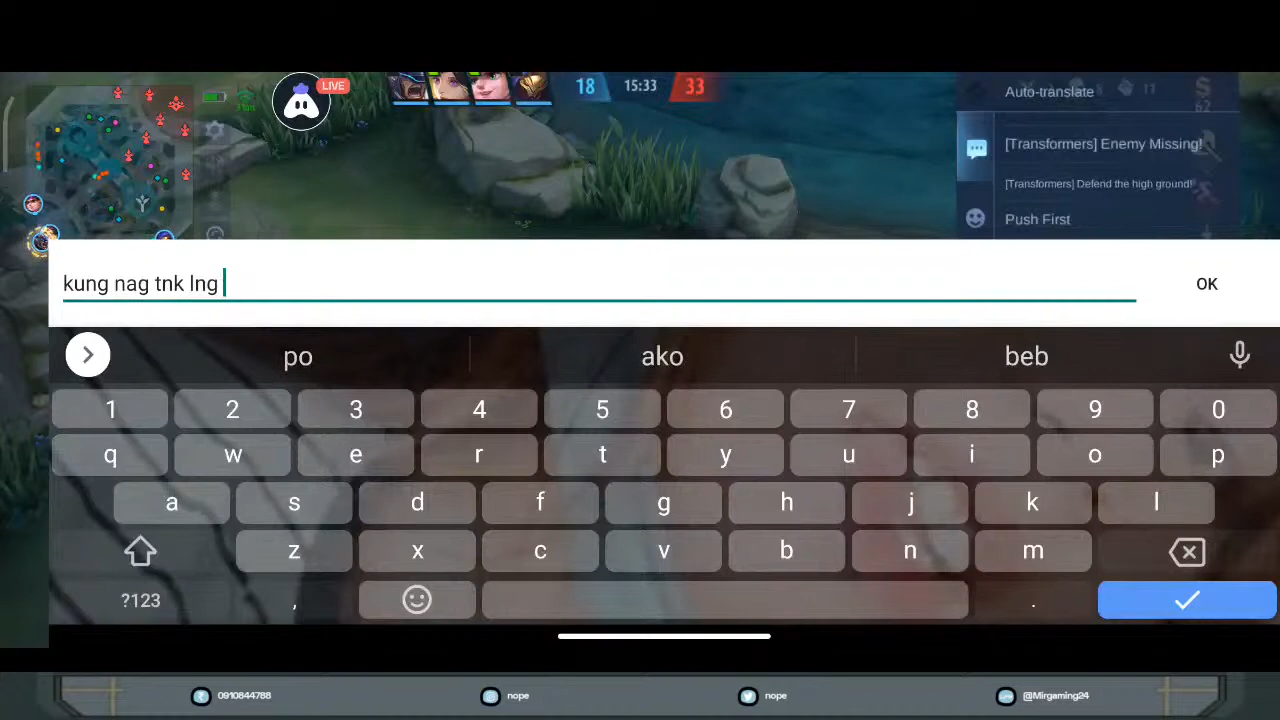 LIVE
18 15:33 33
Auto-translate
[Transformers] Enemy Missing!
[Transformers] Defend the high ground!
Push First
kung nag tnk lng
OK
po ako beb
1 2 3 4 5 6 7 8 9 0
q w e r t y u i o p
a s d f g h j k l
z x c v b n m
?123 , .
0910844788 nope nope @Mirgaming24